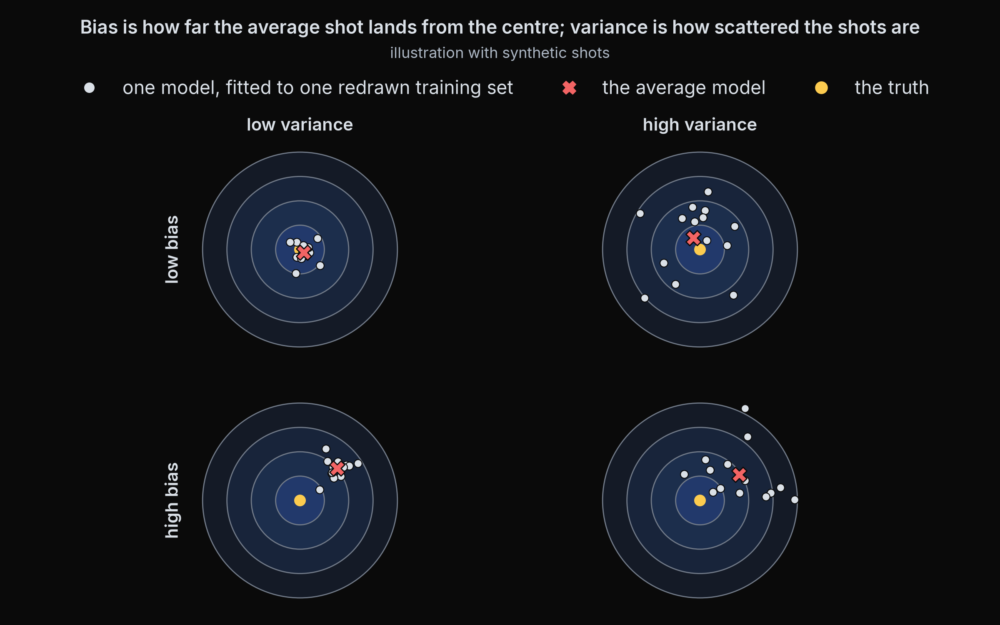 Bias is how far the average shot lands from the centre; variance is how scattered the shots are
illustration with synthetic shots
one model, fitted to one redrawn training set
the average model
the truth
low variance
high variance
low bias
high bias